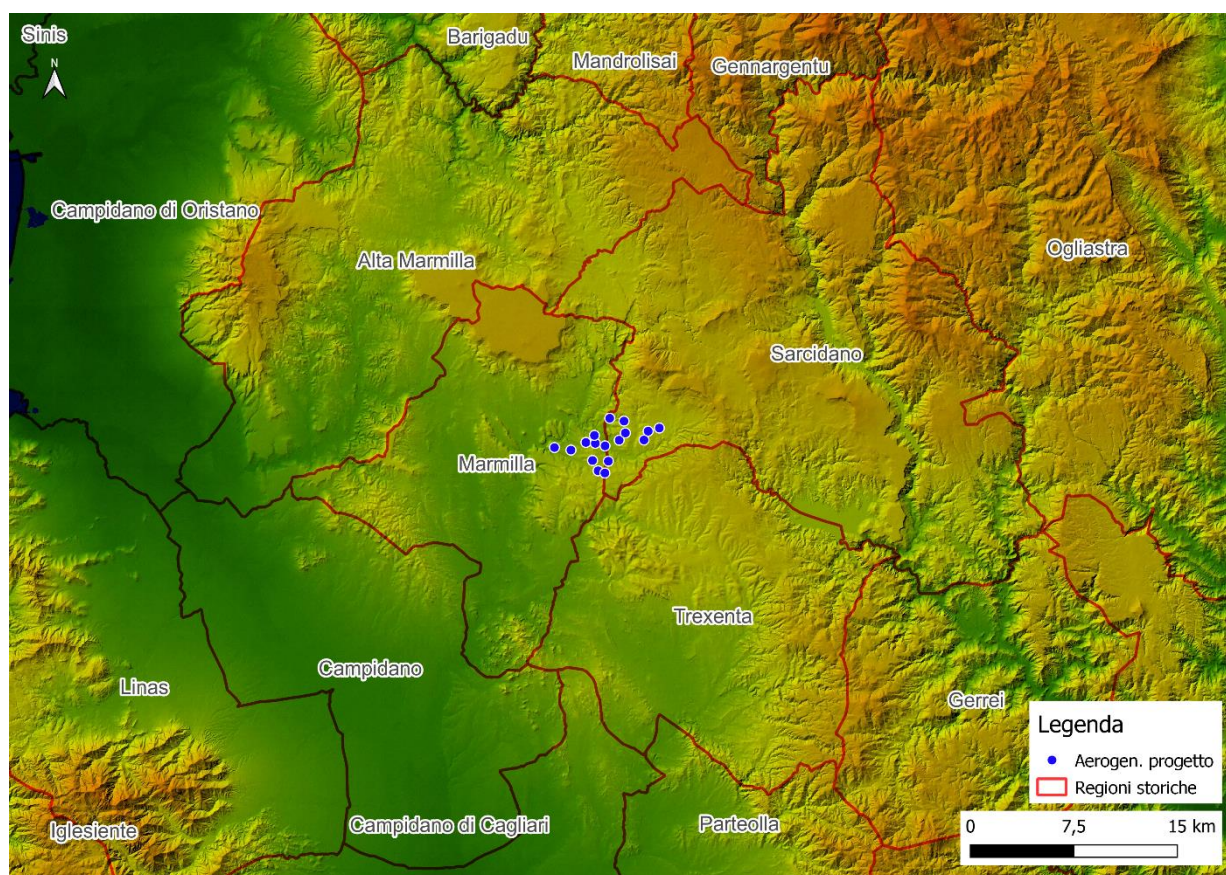 Sinis
N
Barigadu
Mandrolisai
Gennargentu
Campidano di Oristano
Alta Marmilla
Ogliastra
Sarcidano
Marmilla
Trexenta
Campidano
Linas
Gerrei
Iglesiente
Campidano di Cagliari
Parteolla
Legenda
Aerogen. progetto
Regioni storiche
0 7,5 15 km